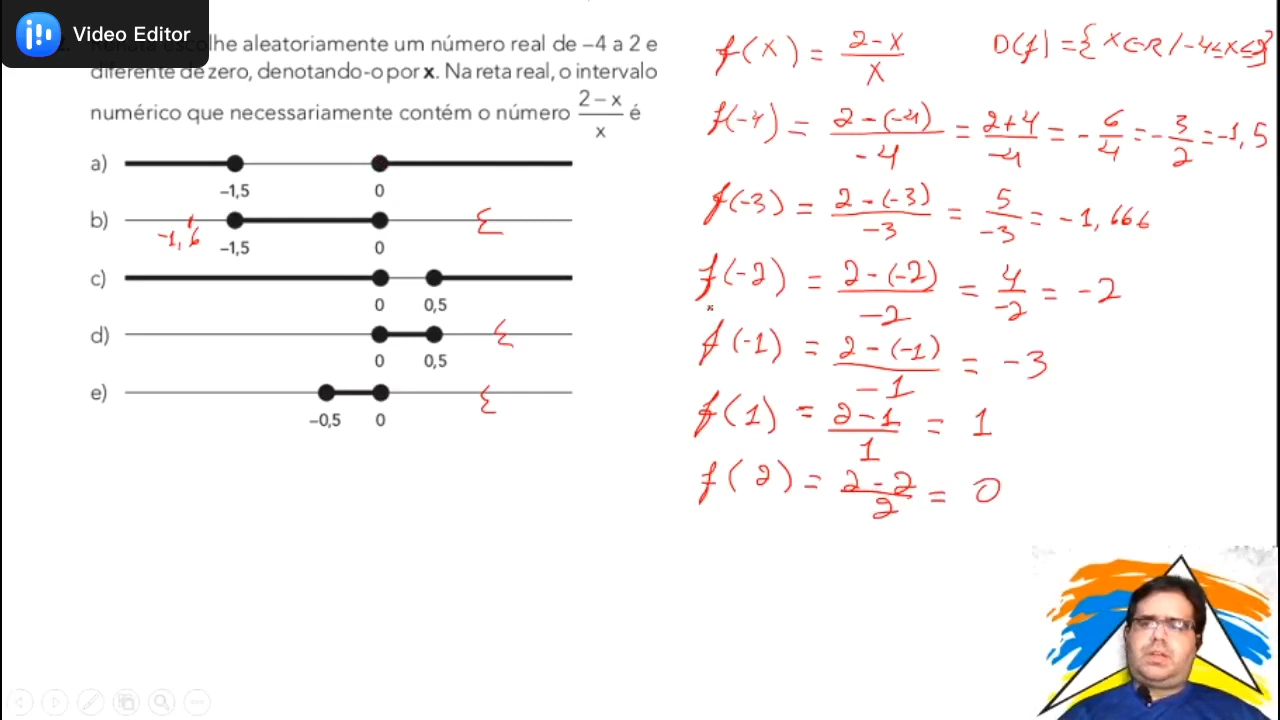 Video Editor
escolhe aleatoriamente um número real de –4 a 2 e
diferente de zero, denotando-o por x. Na reta real, o intervalo
numérico que necessariamente contém o número (2 – x)/x é
a) –1,5 0
b) –1,6 –1,5 0
c) 0 0,5
d) 0 0,5
e) –0,5 0
f(x) = (2-x)/x D(f) = {x ∈ R / -4 ≤ x ≤ 2}
f(-4) = (2-(-4))/-4 = (2+4)/-4 = -6/4 = -3/2 = -1,5
f(-3) = (2-(-3))/-3 = 5/-3 = -1,666
f(-2) = (2-(-2))/-2 = 4/-2 = -2
f(-1) = (2-(-1))/-1 = -3
f(1) = (2-1)/1 = 1
f(2) = (2-2)/2 = 0